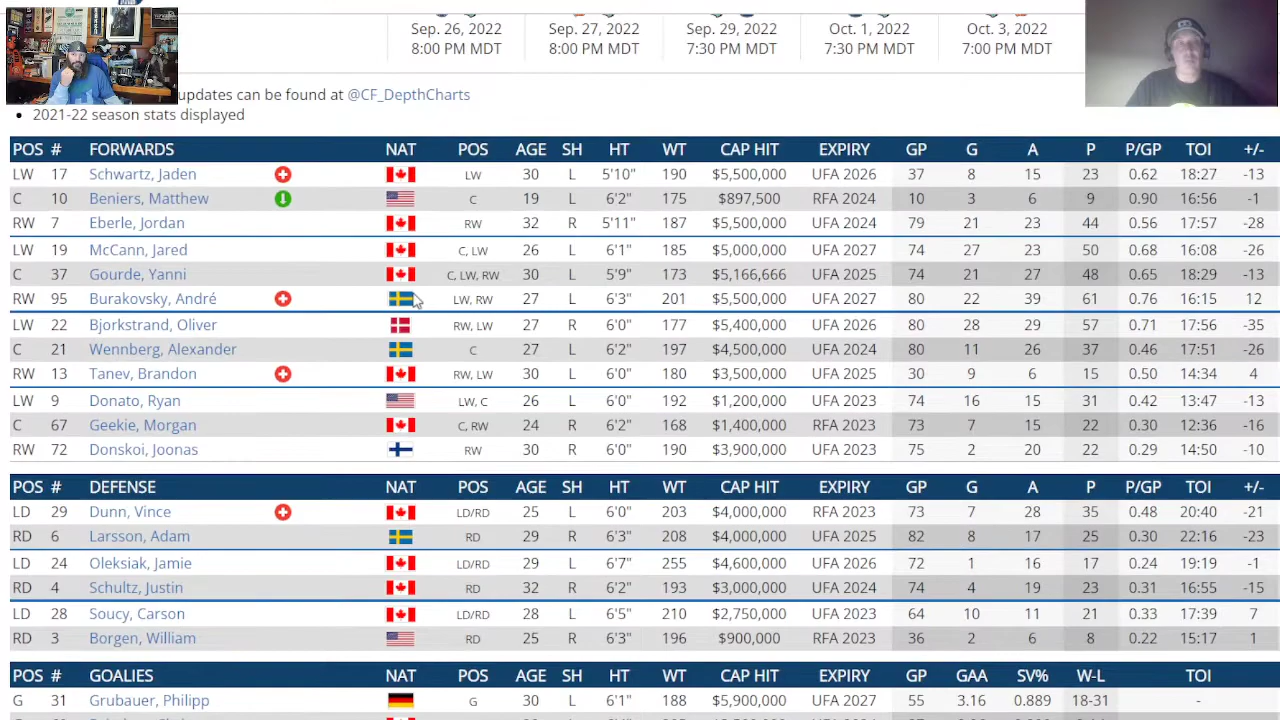 Sep. 26, 2022 Sep. 27, 2022 Sep. 29, 2022 Oct. 1, 2022 Oct. 3, 2022
8:00 PM MDT 8:00 PM MDT 7:30 PM MDT 7:30 PM MDT 7:00 PM MDT
updates can be found at @CF_DepthCharts
2021-22 season stats displayed
POS # FORWARDS NAT POS AGE SH HT WT CAP HIT EXPIRY GP G A P P/GP TOI +/-
LW 17 Schwartz, Jaden LW 30 L 5'10" 190 $5,500,000 UFA 2026 37 8 15 23 0.62 18:27 -13
C 10 Beniers, Matthew C 19 L 6'2" 175 $897,500 RFA 2024 10 3 6 9 0.90 16:56 -1
RW 7 Eberle, Jordan RW 32 R 5'11" 187 $5,500,000 UFA 2024 79 21 23 44 0.56 17:57 -28
LW 19 McCann, Jared C, LW 26 L 6'1" 185 $5,000,000 UFA 2027 74 27 23 50 0.68 16:08 -26
C 37 Gourde, Yanni C, LW, RW 30 L 5'9" 173 $5,166,666 UFA 2025 74 21 27 48 0.65 18:29 -13
RW 95 Burakovsky, André LW, RW 27 L 6'3" 201 $5,500,000 UFA 2027 80 22 39 61 0.76 16:15 12
LW 22 Bjorkstrand, Oliver RW, LW 27 R 6'0" 177 $5,400,000 UFA 2026 80 28 29 57 0.71 17:56 -35
C 21 Wennberg, Alexander C 27 L 6'2" 197 $4,500,000 UFA 2024 80 11 26 37 0.46 17:51 -26
RW 13 Tanev, Brandon RW, LW 30 L 6'0" 180 $3,500,000 UFA 2025 30 9 6 15 0.50 14:34 4
LW 9 Donato, Ryan LW, C 26 L 6'0" 192 $1,200,000 UFA 2023 74 16 15 31 0.42 13:47 -13
C 67 Geekie, Morgan C, RW 24 R 6'2" 168 $1,400,000 RFA 2023 73 7 15 22 0.30 12:36 -16
RW 72 Donskoi, Joonas RW 30 R 6'0" 190 $3,900,000 UFA 2023 75 2 20 22 0.29 14:50 -10
POS # DEFENSE NAT POS AGE SH HT WT CAP HIT EXPIRY GP G A P P/GP TOI +/-
LD 29 Dunn, Vince LD/RD 25 L 6'0" 203 $4,000,000 RFA 2023 73 7 28 35 0.48 20:40 -21
RD 6 Larsson, Adam RD 29 R 6'3" 208 $4,000,000 UFA 2025 82 8 17 25 0.30 22:16 -23
LD 24 Oleksiak, Jamie LD/RD 29 L 6'7" 255 $4,600,000 UFA 2026 72 1 16 17 0.24 19:19 -1
RD 4 Schultz, Justin RD 32 R 6'2" 193 $3,000,000 UFA 2024 74 4 19 23 0.31 16:55 -15
LD 28 Soucy, Carson LD/RD 28 L 6'5" 210 $2,750,000 UFA 2023 64 10 11 21 0.33 17:39 7
RD 3 Borgen, William RD 25 R 6'3" 196 $900,000 RFA 2023 36 2 6 8 0.22 15:17 1
POS # GOALIES NAT POS AGE SH HT WT CAP HIT EXPIRY GP GAA SV% W-L TOI
G 31 Grubauer, Philipp G 30 L 6'1" 188 $5,900,000 UFA 2027 55 3.16 0.889 18-31 -